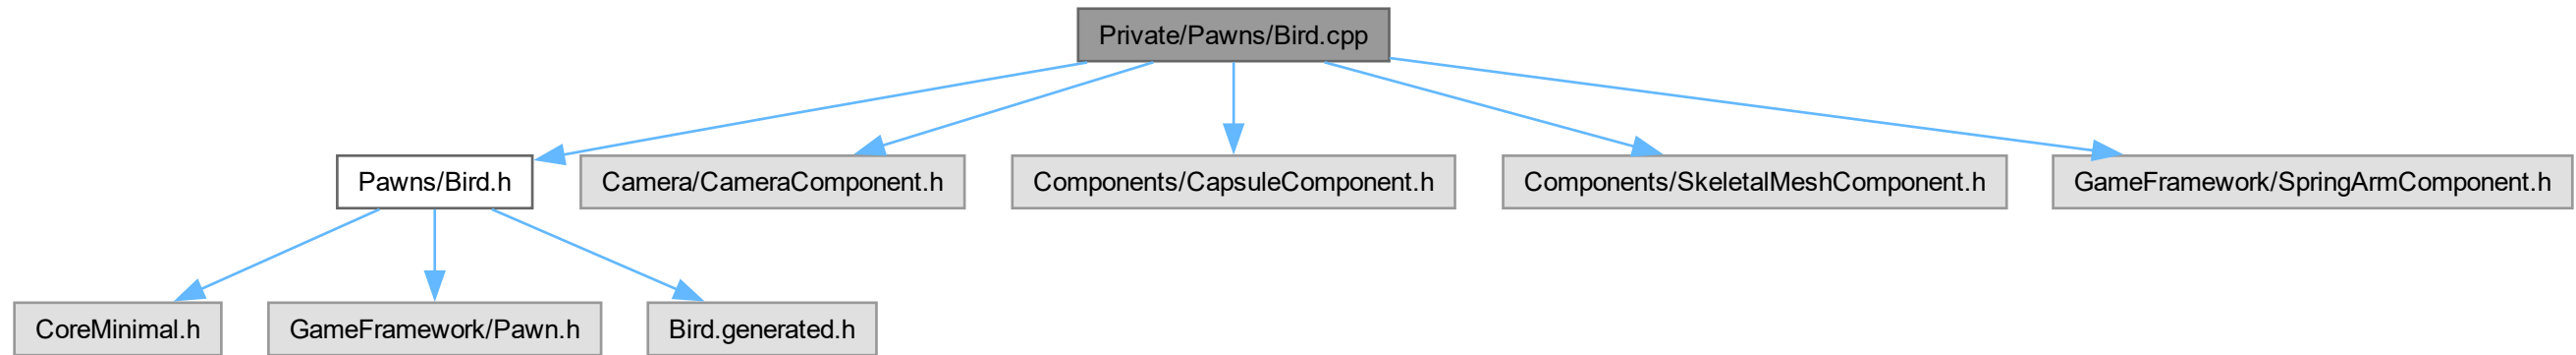 Private/Pawns/Bird.cpp
Pawns/Bird.h
Camera/CameraComponent.h
Components/CapsuleComponent.h
Components/SkeletalMeshComponent.h
GameFramework/SpringArmComponent.h
CoreMinimal.h
GameFramework/Pawn.h
Bird.generated.h